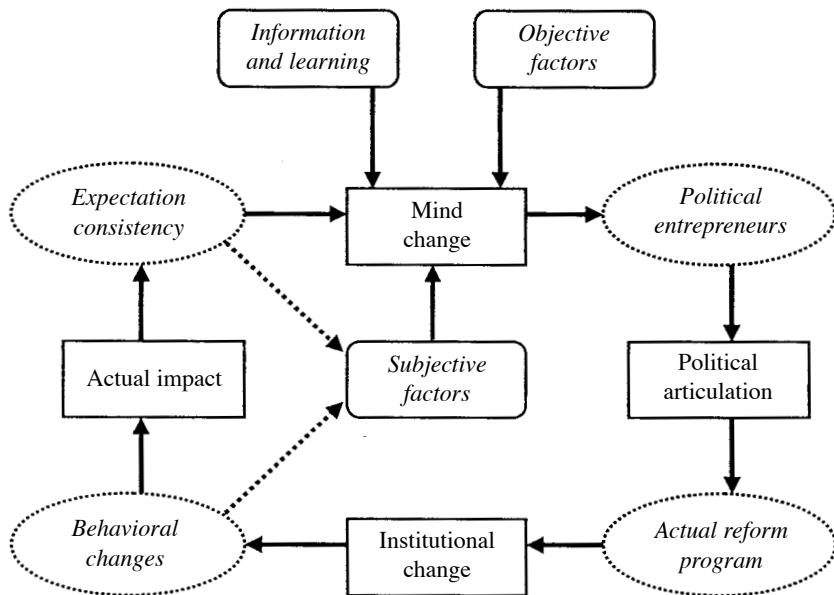 Information
and learning
Objective
factors
Expectation
consistency
Mind
change
Political
entrepreneurs
Actual impact
Subjective
factors
Political
articulation
Behavioral
changes
Institutional
change
Actual reform
program